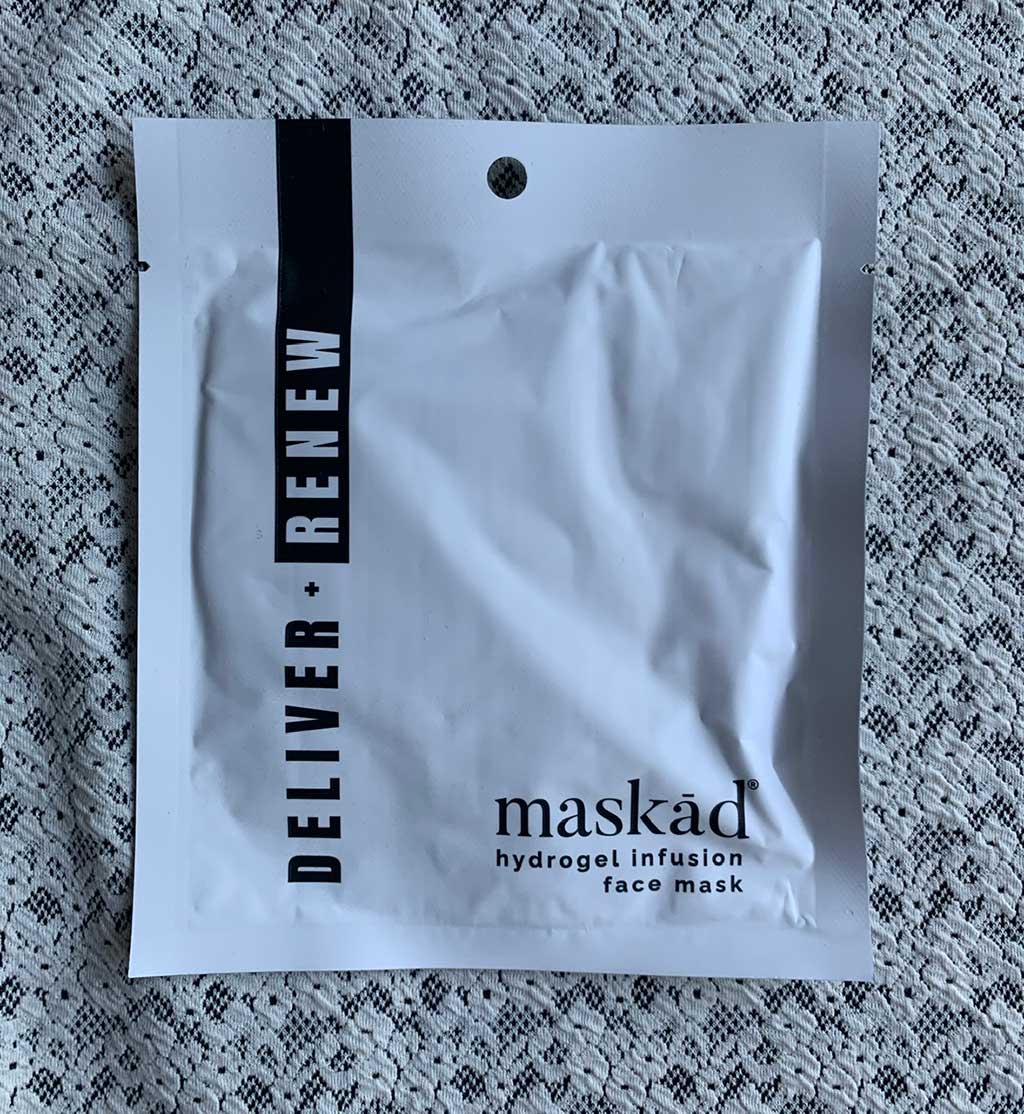 DELIVER + RENEW
maskād®
hydrogel infusion
face mask